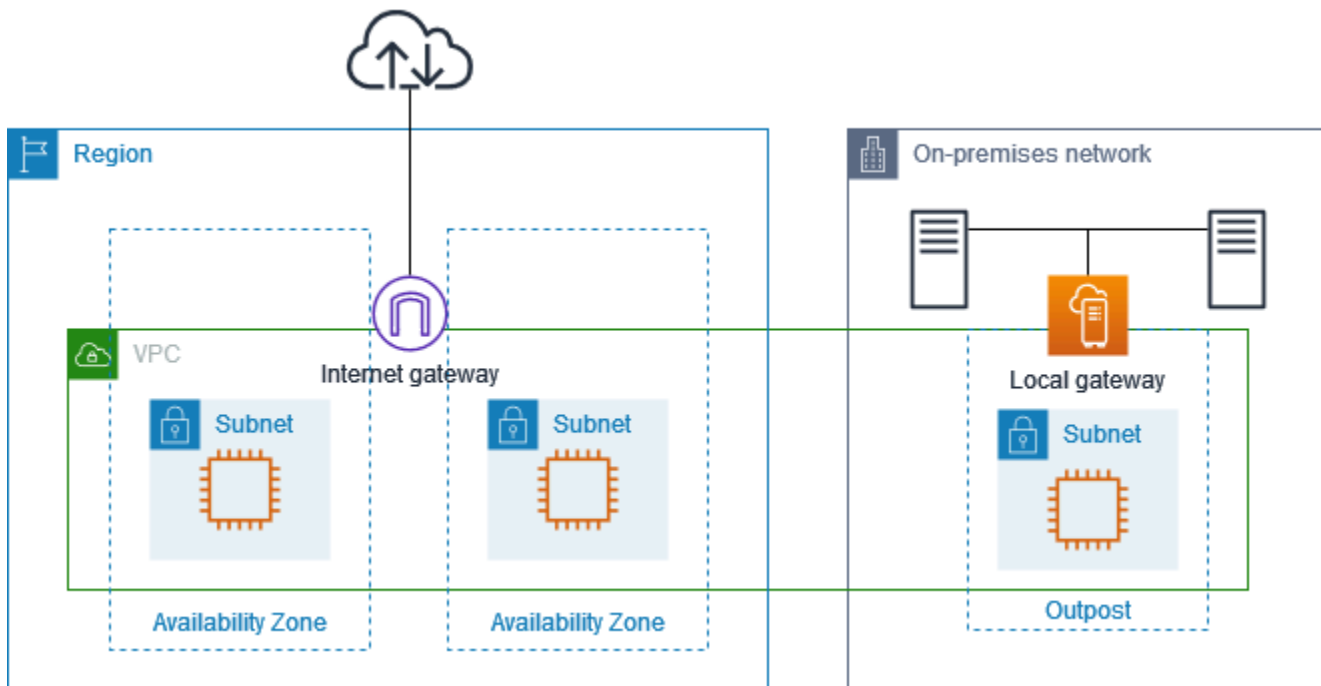 Region
On-premises network
VPC
Internet gateway
Local gateway
Subnet
Subnet
Subnet
Availability Zone
Availability Zone
Outpost